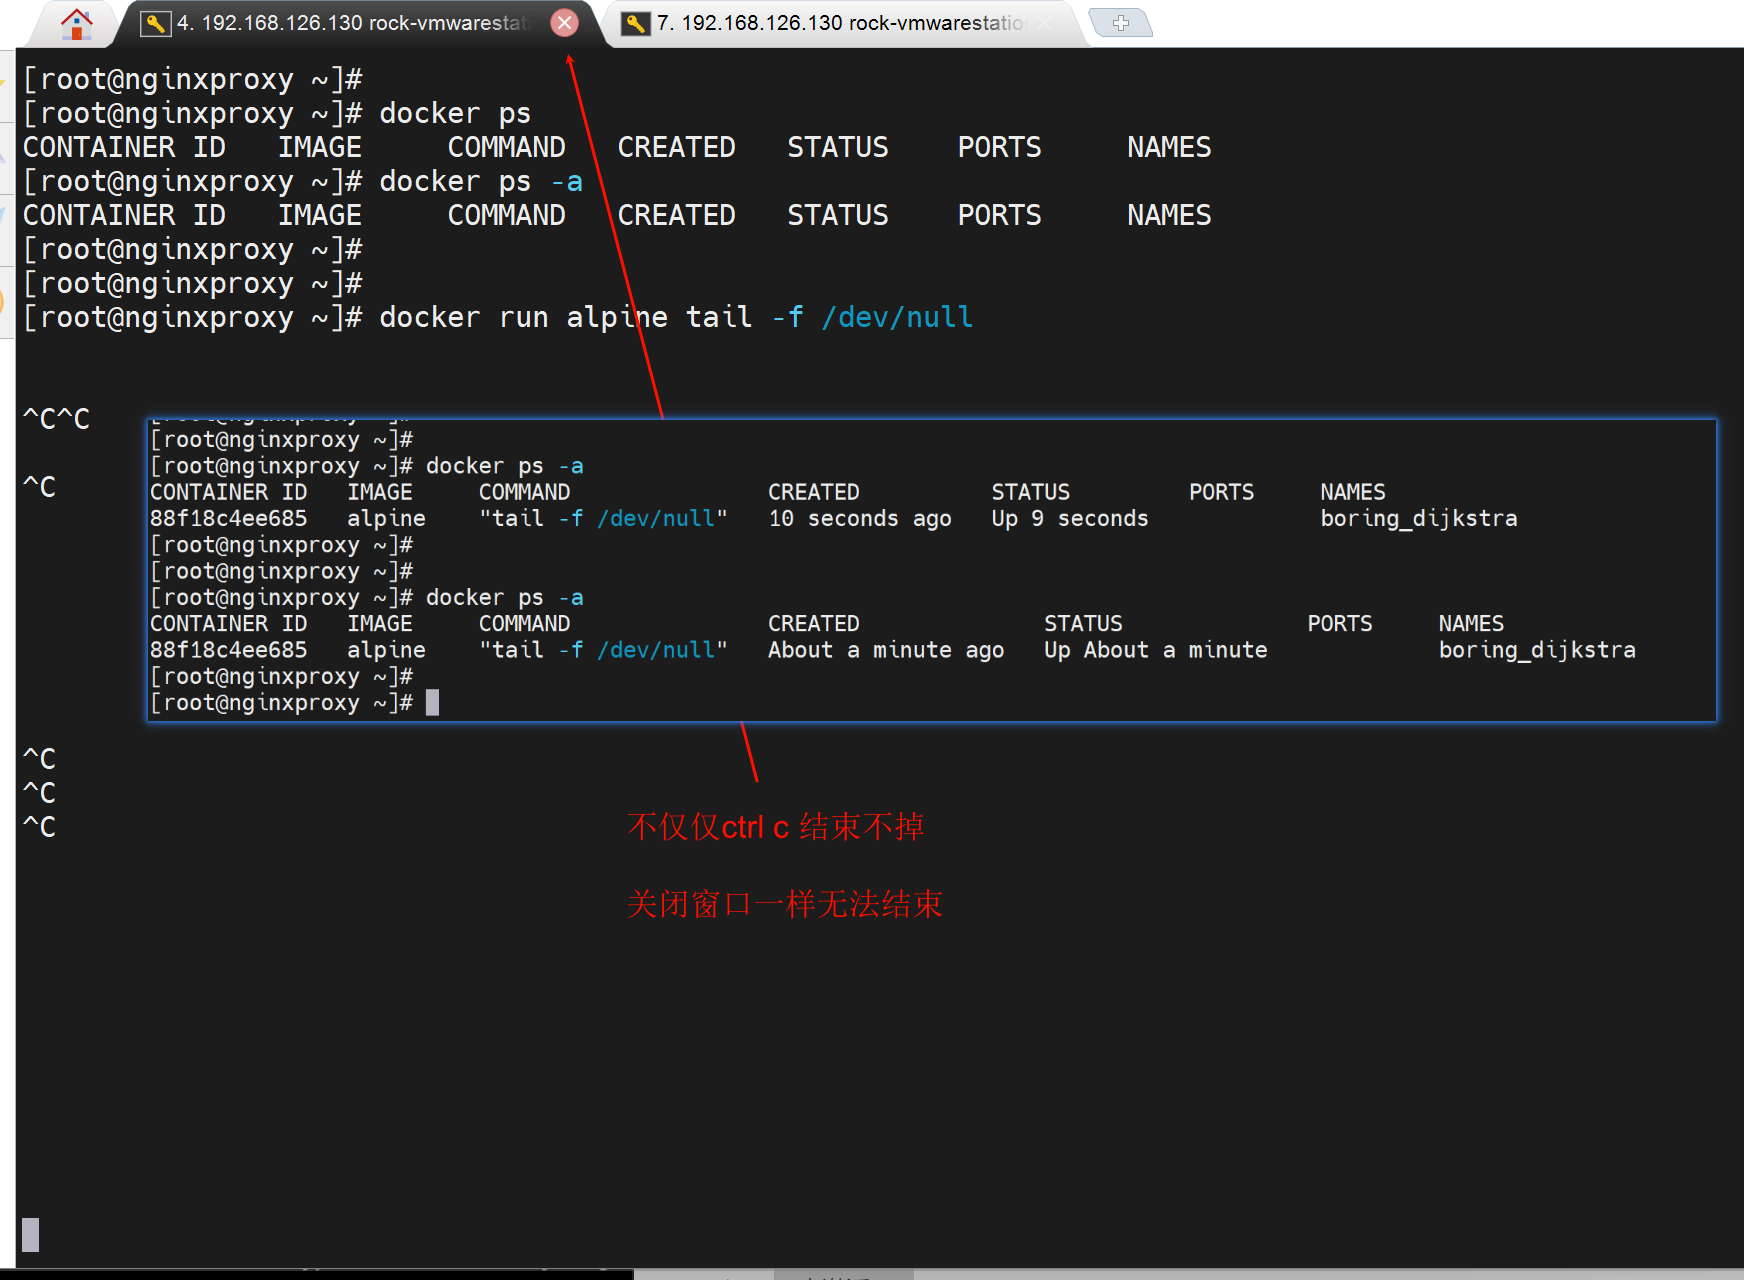 4. 192.168.126.130 rock-vmwarestati
7. 192.168.126.130 rock-vmwarestatio
[root@nginxproxy ~]#
[root@nginxproxy ~]# docker ps
CONTAINER ID   IMAGE     COMMAND   CREATED   STATUS    PORTS     NAMES
[root@nginxproxy ~]# docker ps -a
CONTAINER ID   IMAGE     COMMAND   CREATED   STATUS    PORTS     NAMES
[root@nginxproxy ~]#
[root@nginxproxy ~]#
[root@nginxproxy ~]# docker run alpine tail -f /dev/null
^C^C
^C
[root@nginxproxy ~]#
[root@nginxproxy ~]# docker ps -a
CONTAINER ID   IMAGE     COMMAND               CREATED          STATUS         PORTS     NAMES
88f18c4ee685   alpine    "tail -f /dev/null"   10 seconds ago   Up 9 seconds             boring_dijkstra
[root@nginxproxy ~]#
[root@nginxproxy ~]#
[root@nginxproxy ~]# docker ps -a
CONTAINER ID   IMAGE     COMMAND               CREATED              STATUS              PORTS     NAMES
88f18c4ee685   alpine    "tail -f /dev/null"   About a minute ago   Up About a minute             boring_dijkstra
[root@nginxproxy ~]#
[root@nginxproxy ~]#
^C
^C
^C
不仅仅ctrl c 结束不掉
关闭窗口一样无法结束